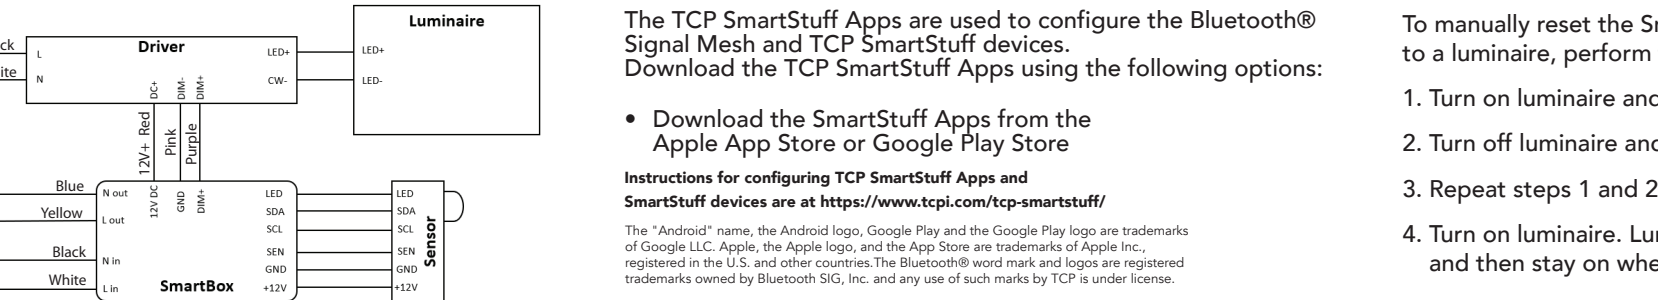 Luminaire
Driver
L
N
LED+
CW-
LED+
LED-
DC+
DIM-
DIM+
12V+ Red
Pink
Purple
Blue
Yellow
Black
White
N out
L out
N in
L in
12V DC
GND
DIM+
SmartBox
LED
SDA
SCL
SEN
GND
+12V
LED
SDA
SCL
SEN
GND
+12V
Sensor
The TCP SmartStuff Apps are used to configure the Bluetooth®
Signal Mesh and TCP SmartStuff devices.
Download the TCP SmartStuff Apps using the following options:
• Download the SmartStuff Apps from the
Apple App Store or Google Play Store
Instructions for configuring TCP SmartStuff Apps and
SmartStuff devices are at https://www.tcpi.com/tcp-smartstuff/
The "Android" name, the Android logo, Google Play and the Google Play logo are trademarks
of Google LLC. Apple, the Apple logo, and the App Store are trademarks of Apple Inc.,
registered in the U.S. and other countries.The Bluetooth® word mark and logos are registered
trademarks owned by Bluetooth SIG, Inc. and any use of such marks by TCP is under license.
To manually reset the
to a luminaire, perform
1. Turn on luminaire
2. Turn off luminaire
3. Repeat steps 1 and 2
4. Turn on luminaire.
and then stay on